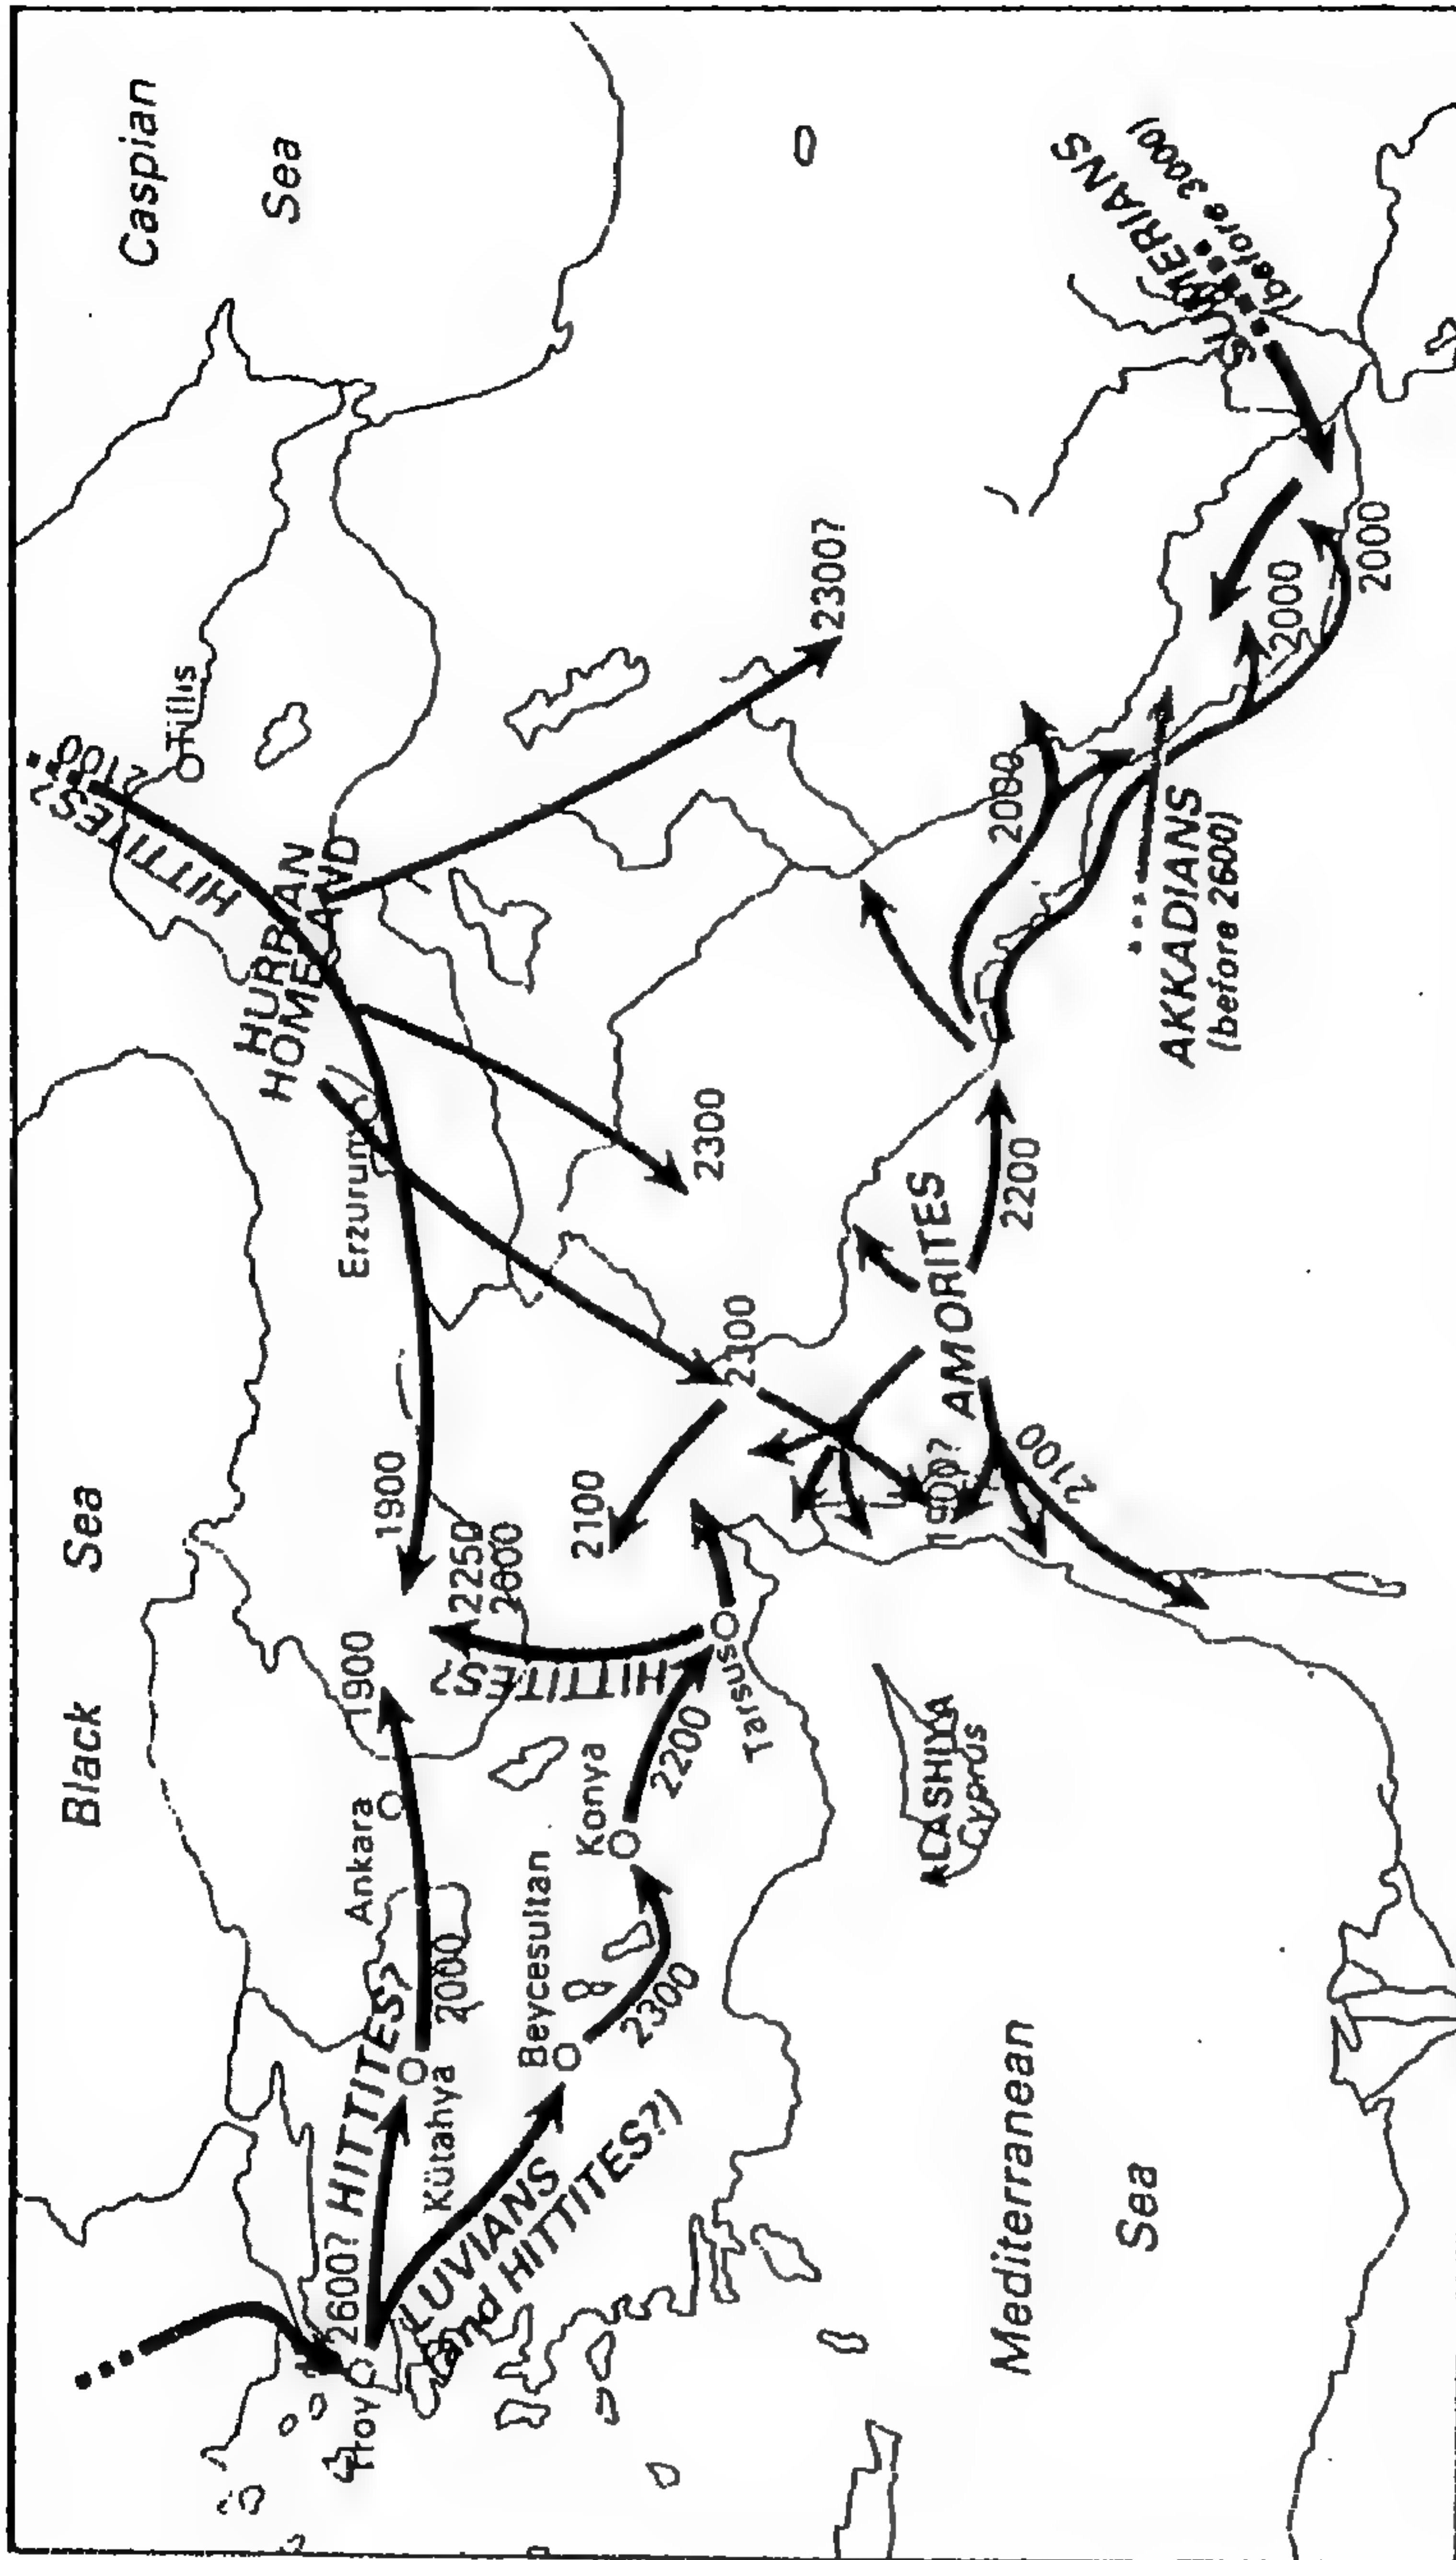 Black Sea
Caspian
Sea
HITTITES?
2100
Tiflis
HURRIAN
HOMELAND
Erzurum
1900
1900
Ankara
2600? HITTITES?
Troy
Kütahya
2000
LUVIANS
(and HITTITES?)
Beycesultan
2300
Konya
2200
HITTITES?
2250
2000
Tarsus
2100
2100
2300
2300?
ALASHIYA
Cyprus
1900?
AMORITES
2100
2200
2000
AKKADIANS
(before 2600)
2000
2000
SUMERIANS
(before 3000)
Mediterranean
Sea